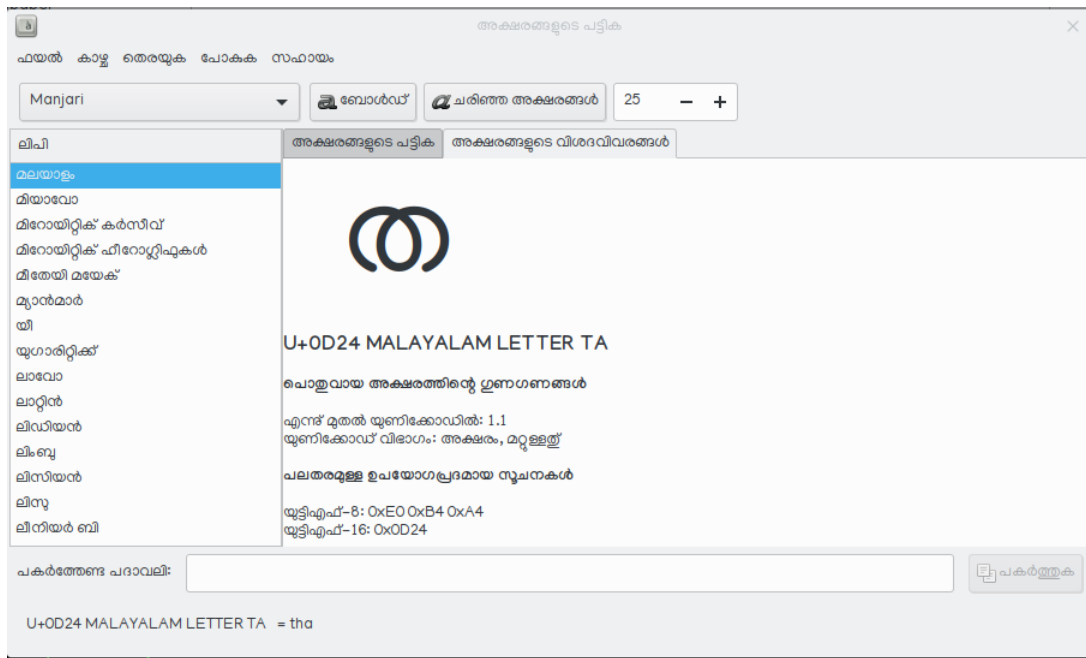 അക്ഷരങ്ങളുടെ പട്ടിക
ഫയൽ കാഴ്ച തെരയുക പോകുക സഹായം
Manjari ബോൾഡ് ചരിഞ്ഞ അക്ഷരങ്ങൾ 25
ലിപി
മലയാളം
മിയാവോ
മിറോയിറ്റിക് കർസീവ്
മിറോയിറ്റിക് ഹീറോഗ്ലിഫുകൾ
മീതേയി മയേക്
മ്യാൻമാർ
യീ
യുഗാരിറ്റിക്ക്
ലാവോ
ലാറ്റിൻ
ലിഡിയൻ
ലിംബു
ലിസിയൻ
ലിസു
ലീനിയർ ബി
അക്ഷരങ്ങളുടെ പട്ടിക അക്ഷരങ്ങളുടെ വിശദവിവരങ്ങൾ
ത
U+0D24 MALAYALAM LETTER TA
പൊതുവായ അക്ഷരത്തിന്റെ ഗുണഗണങ്ങൾ
എന്ന് മുതൽ യുണിക്കോഡിൽ: 1.1
യുണിക്കോഡ് വിഭാഗം: അക്ഷരം, മറ്റുള്ളത്
പലതരമുള്ള ഉപയോഗപ്രദമായ സൂചനകൾ
യുട്ടിഎഫ്-8: 0xE0 0xB4 0xA4
യുട്ടിഎഫ്-16: 0x0D24
പകർത്തേണ്ട പദാവലി: പകർത്തുക
U+0D24 MALAYALAM LETTER TA = tha